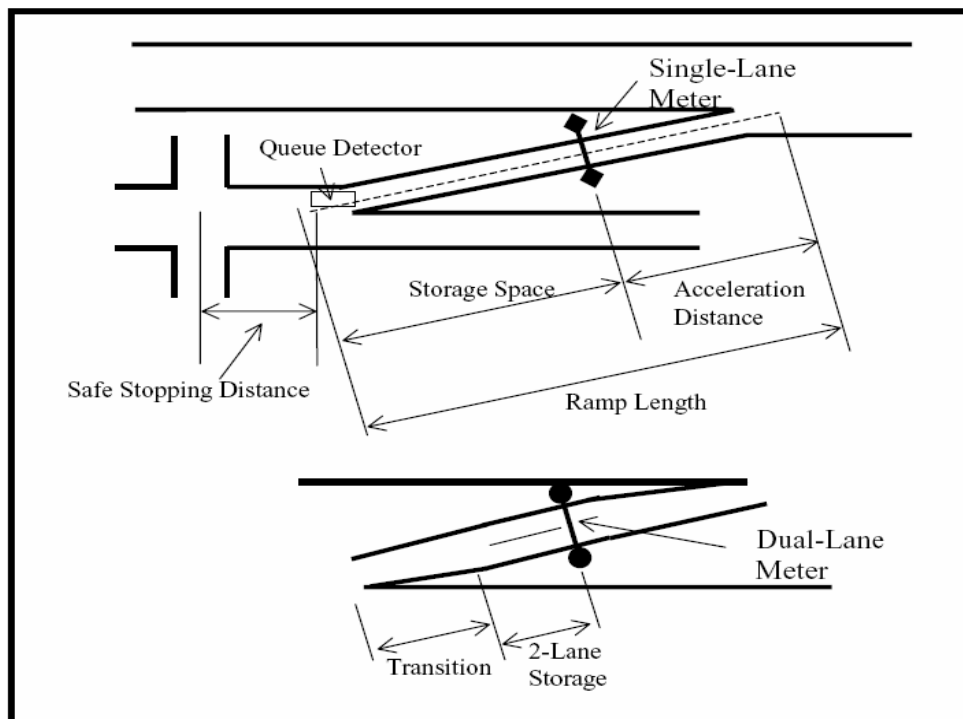 Single-Lane
Meter
Queue Detector
Storage Space
Acceleration
Distance
Safe Stopping Distance
Ramp Length
Dual-Lane
Meter
Transition
2-Lane
Storage